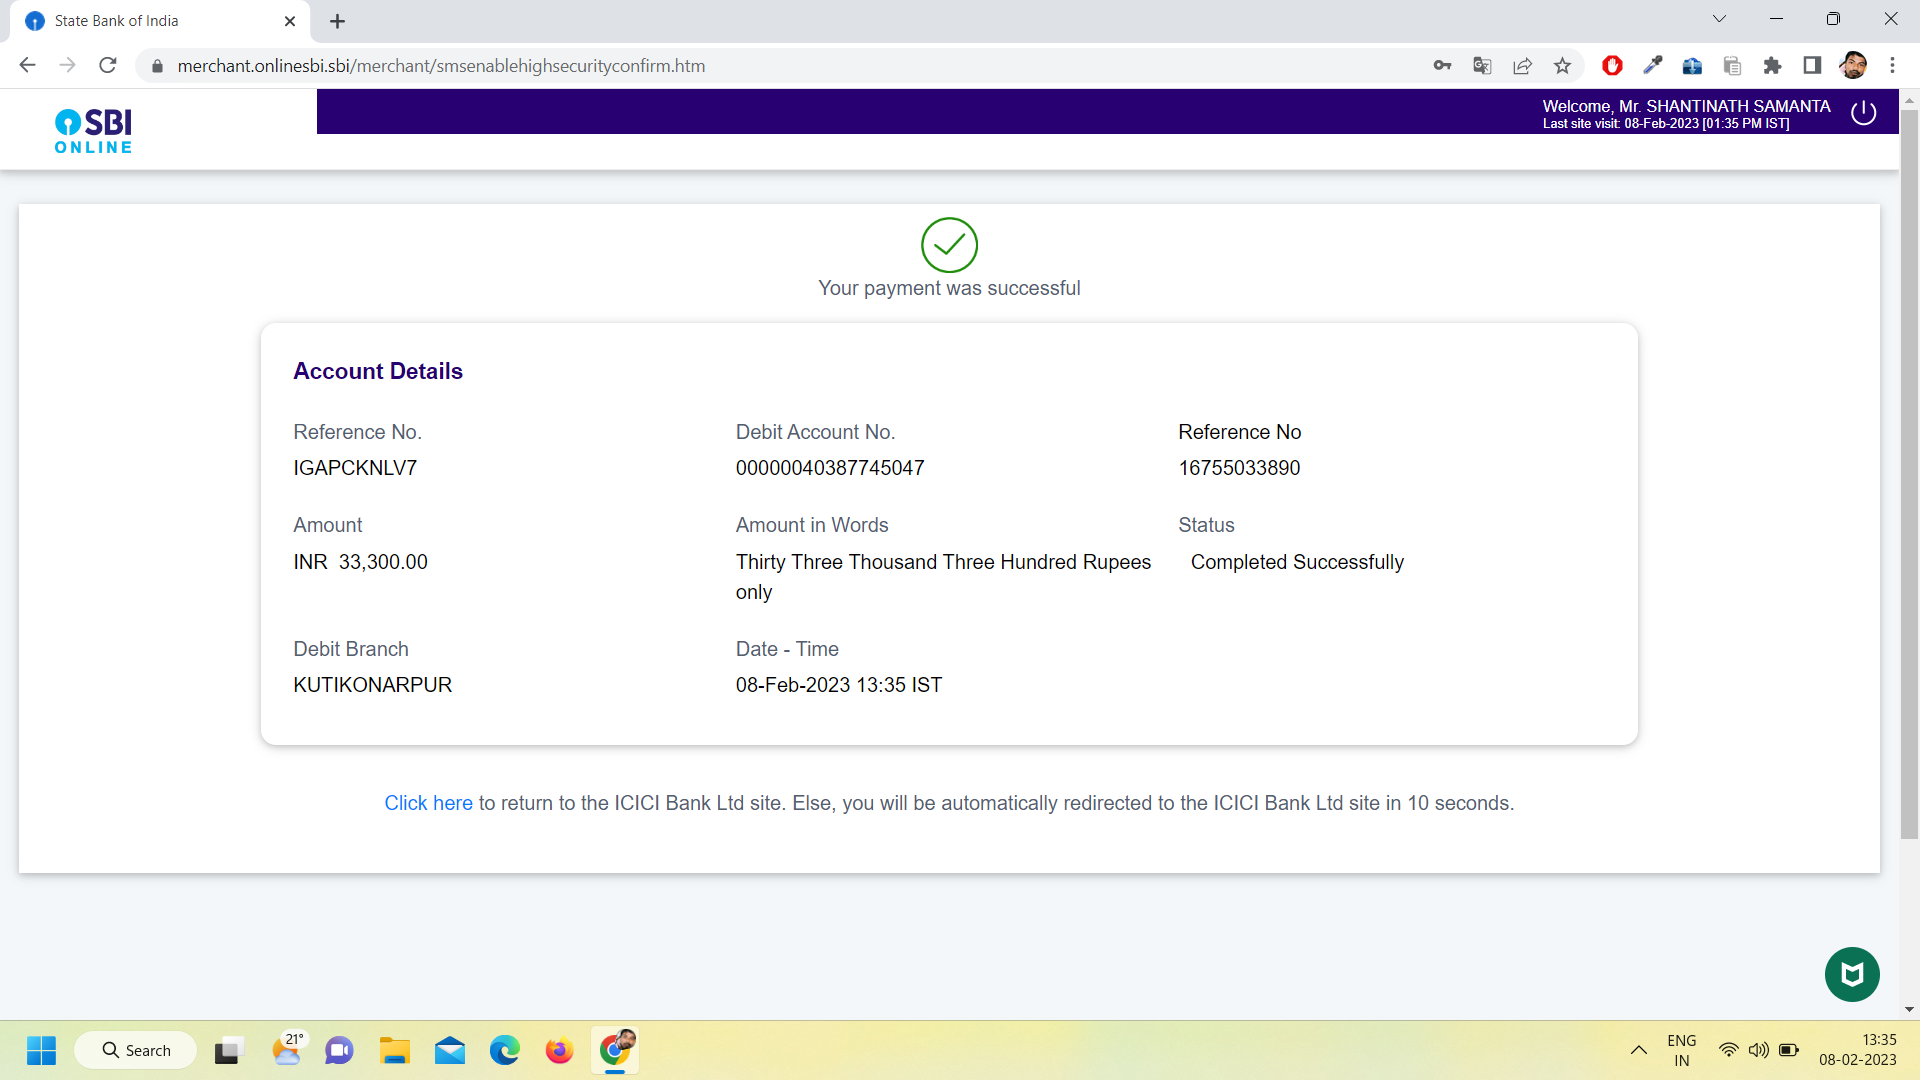 State Bank of India
merchant.onlinesbi.sbi/merchant/smsenablehighsecurityconfirm.htm
SBI
ONLINE
Welcome, Mr. SHANTINATH SAMANTA
Last site visit: 08-Feb-2023 [01:35 PM IST]
Your payment was successful
Account Details
Reference No.
IGAPCKNLV7
Debit Account No.
00000040387745047
Reference No
16755033890
Amount
INR 33,300.00
Amount in Words
Thirty Three Thousand Three Hundred Rupees
only
Status
Completed Successfully
Debit Branch
KUTIKONARPUR
Date - Time
08-Feb-2023 13:35 IST
Click here to return to the ICICI Bank Ltd site. Else, you will be automatically redirected to the ICICI Bank Ltd site in 10 seconds.
Search
21°
ENG
IN
13:35
08-02-2023